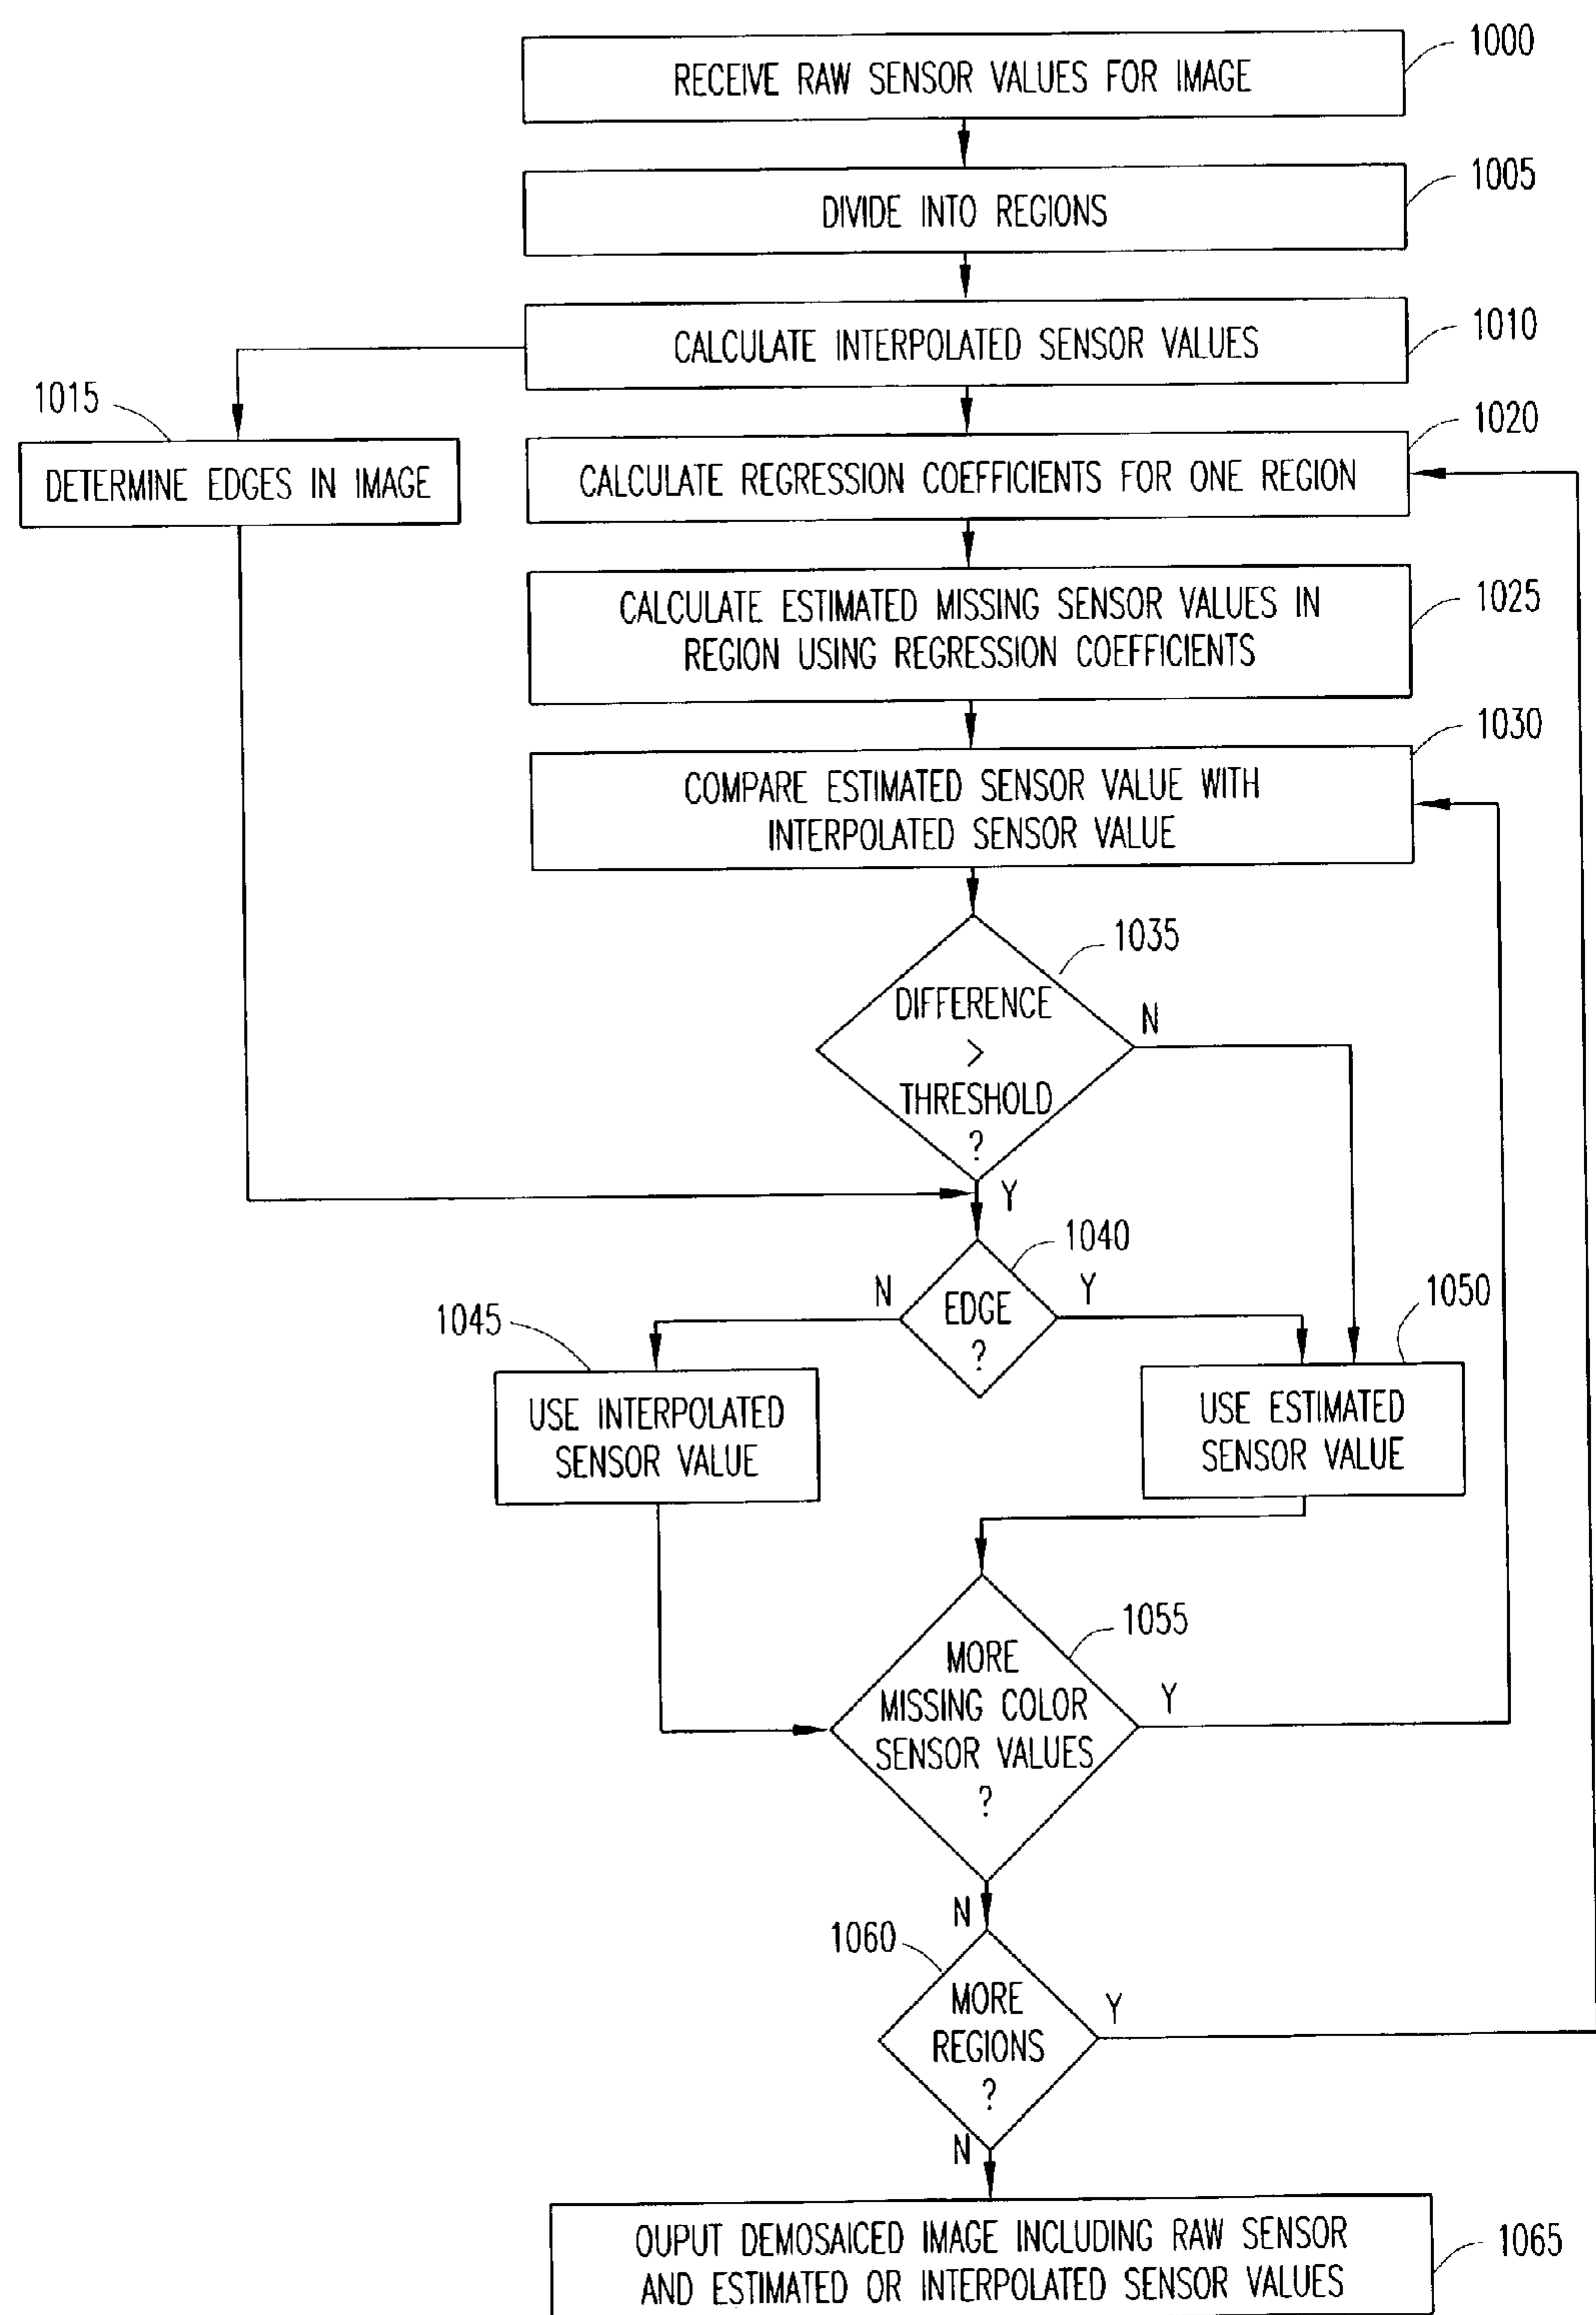 1000
RECEIVE RAW SENSOR VALUES FOR IMAGE
1005
DIVIDE INTO REGIONS
1010
CALCULATE INTERPOLATED SENSOR VALUES
1015
DETERMINE EDGES IN IMAGE
1020
CALCULATE REGRESSION COEFFICIENTS FOR ONE REGION
1025
CALCULATE ESTIMATED MISSING SENSOR VALUES IN
REGION USING REGRESSION COEFFICIENTS
1030
COMPARE ESTIMATED SENSOR VALUE WITH
INTERPOLATED SENSOR VALUE
1035
DIFFERENCE
>
THRESHOLD
?
N
Y
1040
EDGE
?
N
Y
1045
USE INTERPOLATED
SENSOR VALUE
1050
USE ESTIMATED
SENSOR VALUE
1055
MORE
MISSING COLOR
SENSOR VALUES
?
Y
N
1060
MORE
REGIONS
?
Y
N
OUPUT DEMOSAICED IMAGE INCLUDING RAW SENSOR
AND ESTIMATED OR INTERPOLATED SENSOR VALUES
1065